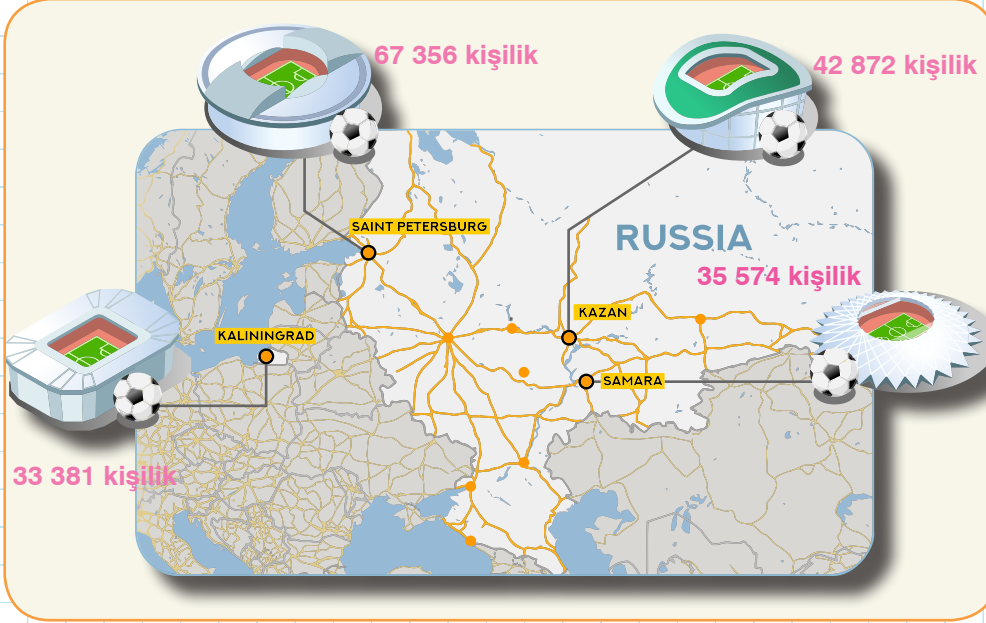 67 356 kişilik
42 872 kişilik
SAINT PETERSBURG
RUSSIA
35 574 kişilik
KAZAN
KALININGRAD
SAMARA
33 381 kişilik